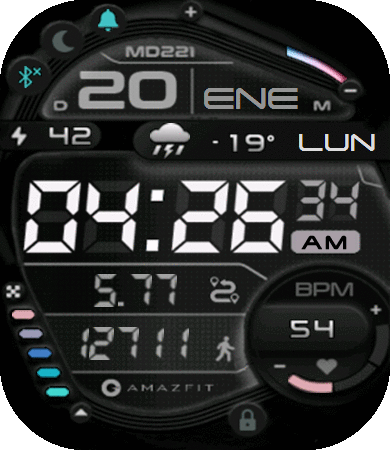 MD221
D 20 ENE M
42 -19° LUN
04:26 34
AM
5.77
BPM
12711 54
AMAZFIT